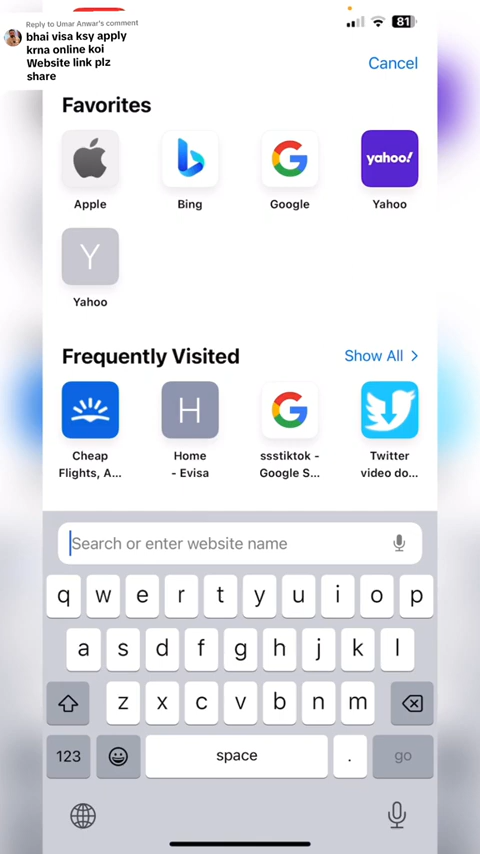 Reply to Umar Anwar's comment
bhai visa ksy apply
krna online koi
Website link plz
share
81
Cancel
Favorites
yahoo!
Apple
Bing
Google
Yahoo
Y
Yahoo
Frequently Visited
Show All >
H
Cheap
Flights, A...
Home
- Evisa
ssstiktok -
Google S...
Twitter
video do...
Search or enter website name
q w e r t y u i o p
a s d f g h j k l
z x c v b n m
123
space
.
go